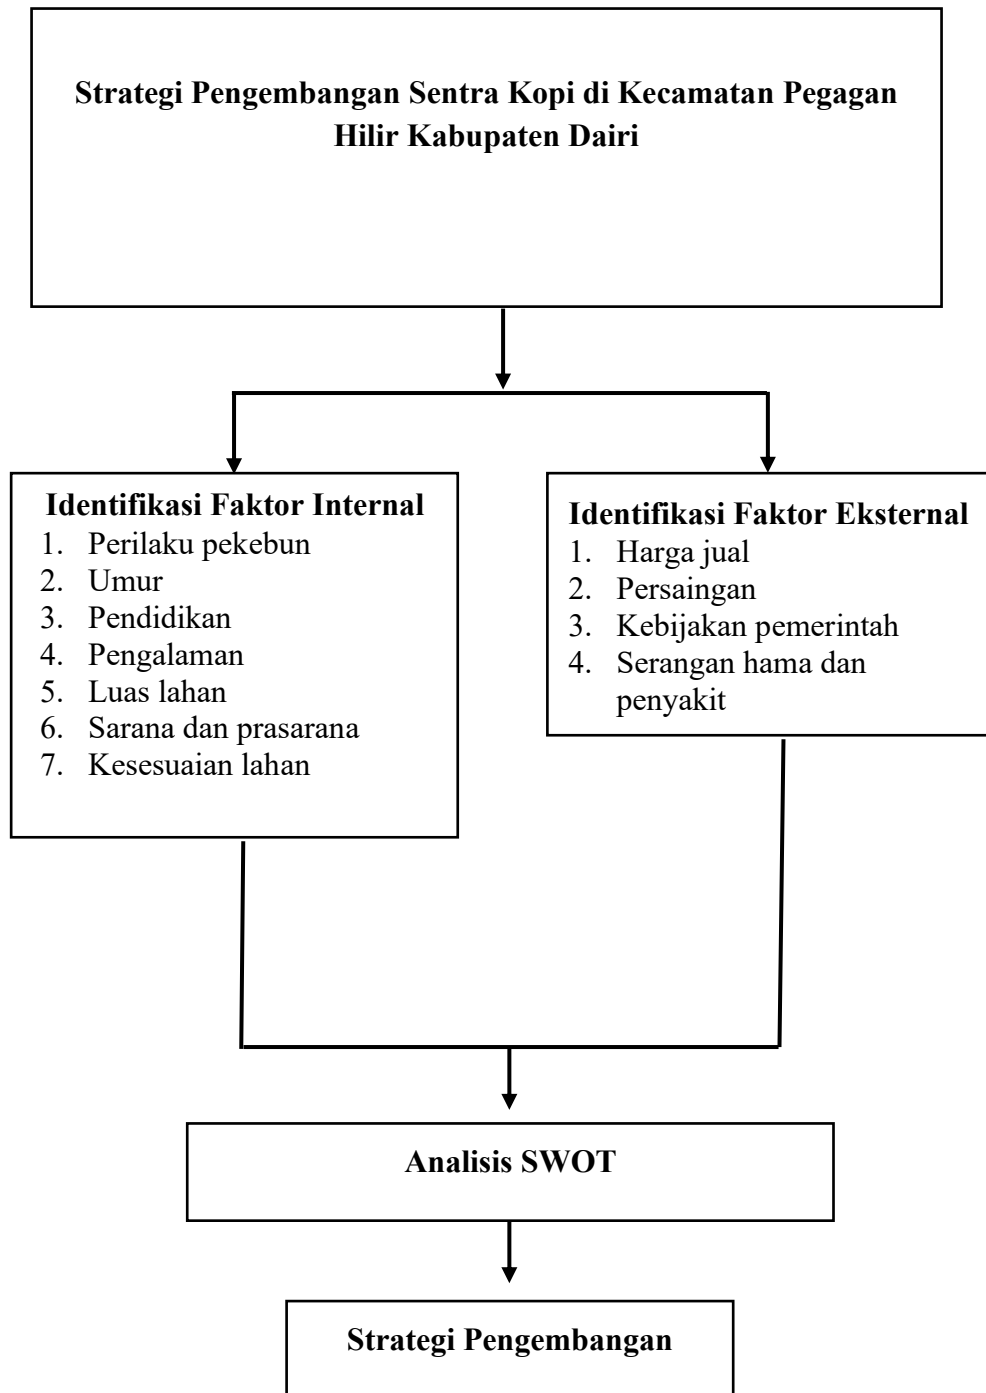 Strategi Pengembangan Sentra Kopi di Kecamatan Pegagan
Hilir Kabupaten Dairi
Identifikasi Faktor Internal
1. Perilaku pekebun
2. Umur
3. Pendidikan
4. Pengalaman
5. Luas lahan
6. Sarana dan prasarana
7. Kesesuaian lahan
Identifikasi Faktor Eksternal
1. Harga jual
2. Persaingan
3. Kebijakan pemerintah
4. Serangan hama dan
penyakit
Analisis SWOT
Strategi Pengembangan